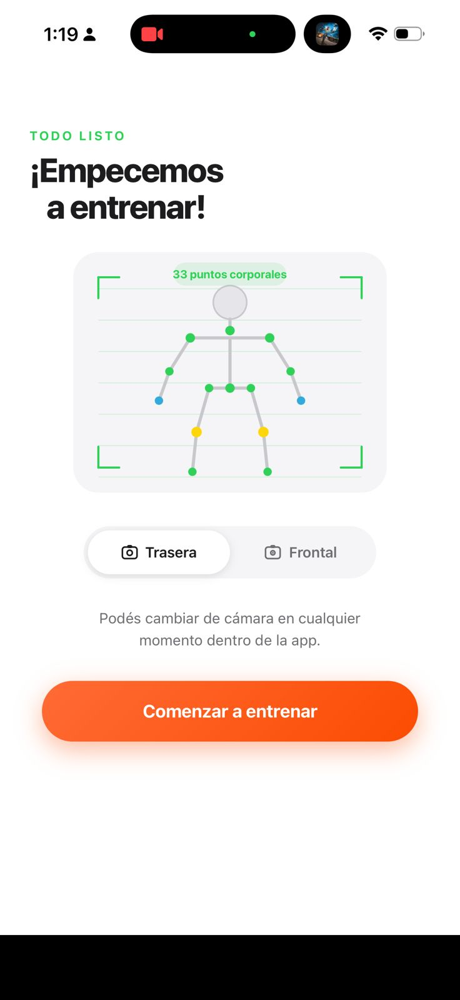 1:19
TODO LISTO
¡Empecemos
a entrenar!
33 puntos corporales
Trasera
Frontal
Podés cambiar de cámara en cualquier
momento dentro de la app.
Comenzar a entrenar